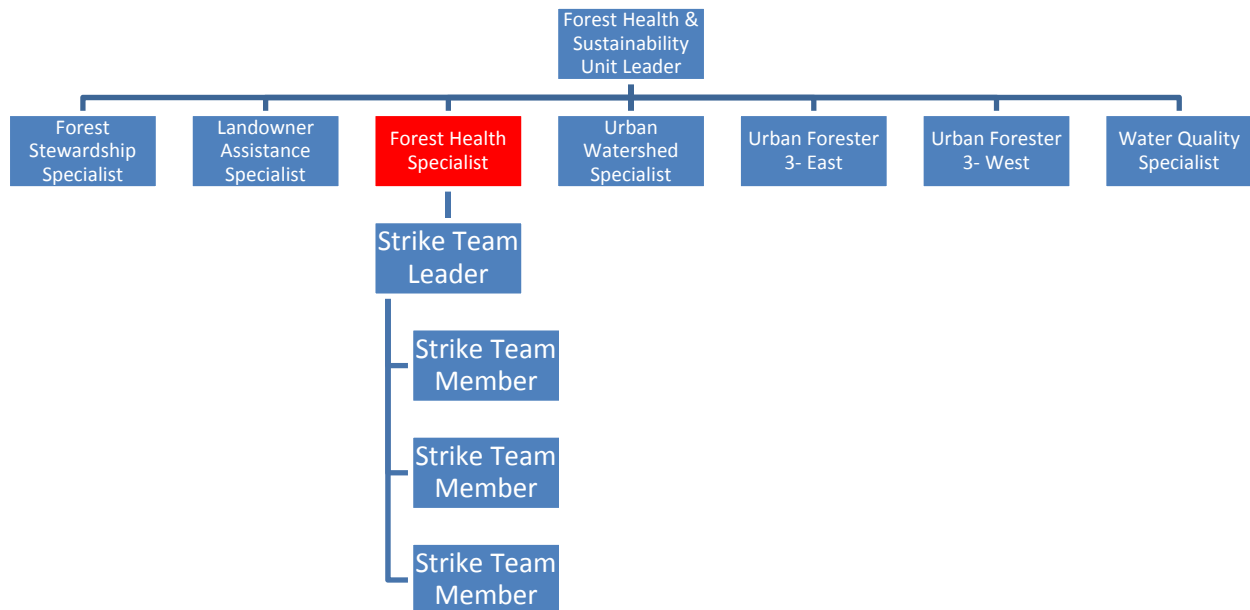 Forest Health &
Sustainability
Unit Leader
Forest
Stewardship
Specialist
Landowner
Assistance
Specialist
Forest Health
Specialist
Urban
Watershed
Specialist
Urban Forester
3- East
Urban Forester
3- West
Water Quality
Specialist
Strike Team
Leader
Strike Team
Member
Strike Team
Member
Strike Team
Member